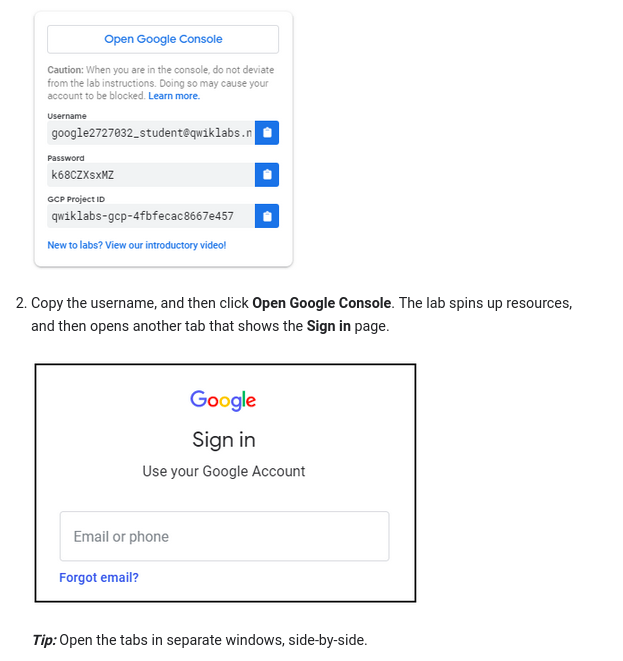 Open Google Console
Caution: When you are in the console, do not deviate
from the lab instructions. Doing so may cause your
account to be blocked. Learn more.
Username
google2727032_student@qwiklabs.n
Password
k68CZXsxMZ
GCP Project ID
qwiklabs-gcp-4fbfecac8667e457
New to labs? View our introductory video!
2. Copy the username, and then click Open Google Console. The lab spins up resources,
and then opens another tab that shows the Sign in page.
Google
Sign in
Use your Google Account
Email or phone
Forgot email?
Tip: Open the tabs in separate windows, side-by-side.